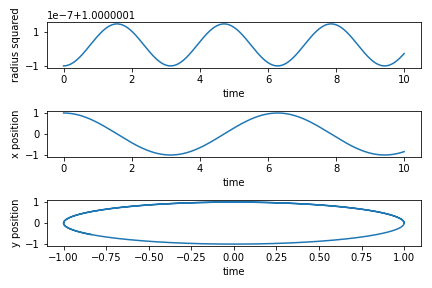 1e-7+1.0000001
radius squared
1
-1
0 2 4 6 8 10
time
x position
1
0
-1
0 2 4 6 8 10
time
y position
1
0
-1
-1.00 -0.75 -0.50 -0.25 0.00 0.25 0.50 0.75 1.00
time